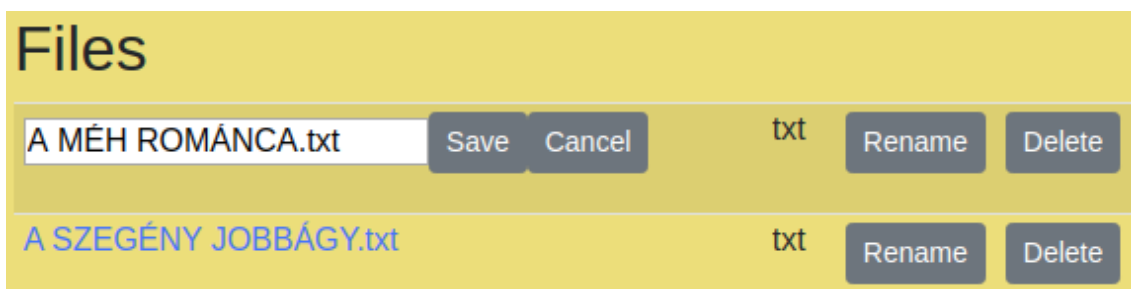 Files
A MÉH ROMÁNCA.txt Save Cancel txt Rename Delete
A SZEGÉNY JOBBÁGY.txt txt Rename Delete